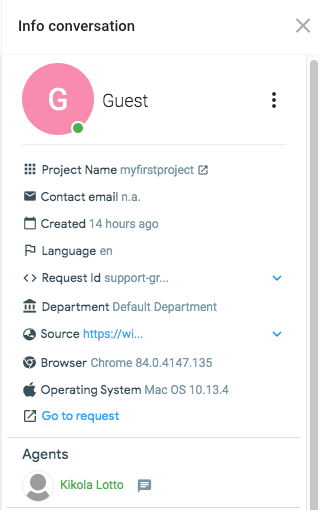 Info conversation
G
Guest
Project Name myfirstproject
Contact email n.a.
Created 14 hours ago
Language en
Request Id support-gr...
Department Default Department
Source https://wi...
Browser Chrome 84.0.4147.135
Operating System Mac OS 10.13.4
Go to request
Agents
Kikola Lotto